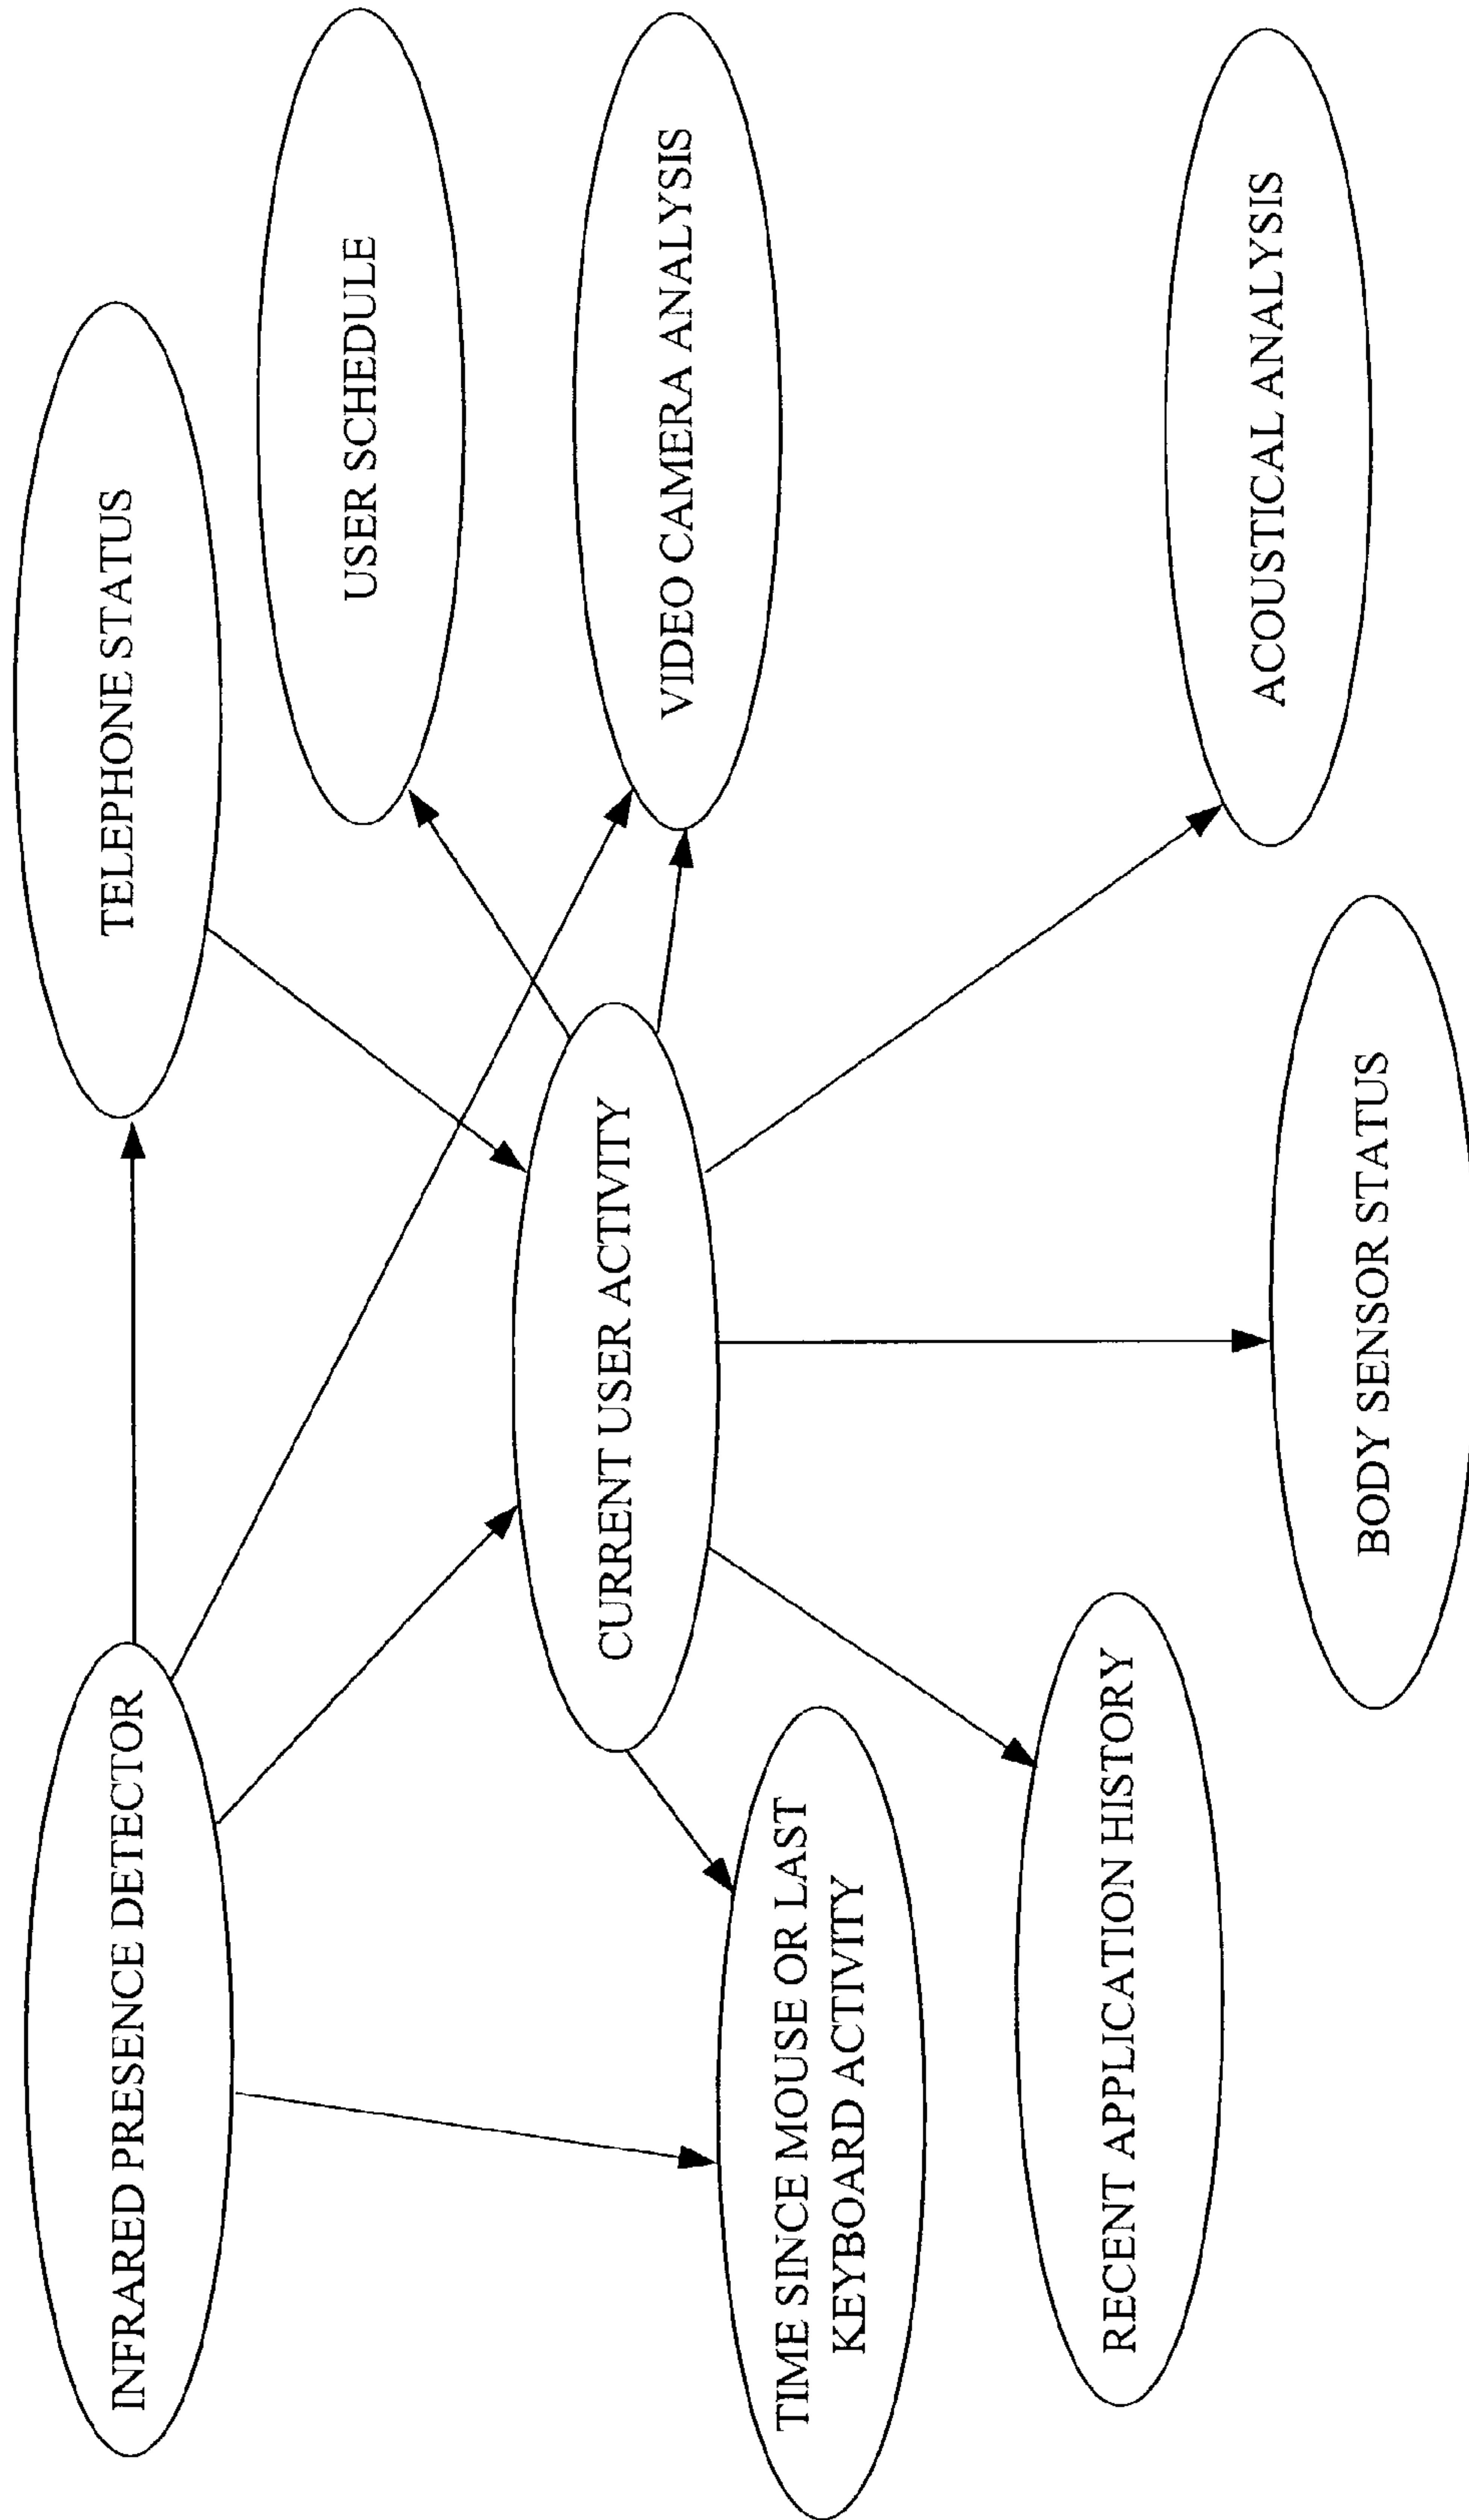 INFRARED PRESENCE DETECTOR
TELEPHONE STATUS
USER SCHEDULE
CURRENT USER ACTIVITY
VIDEO CAMERA ANALYSIS
TIME SINCE MOUSE OR LAST
KEYBOARD ACTIVITY
RECENT APPLICATION HISTORY
ACOUSTICAL ANALYSIS
BODY SENSOR STATUS